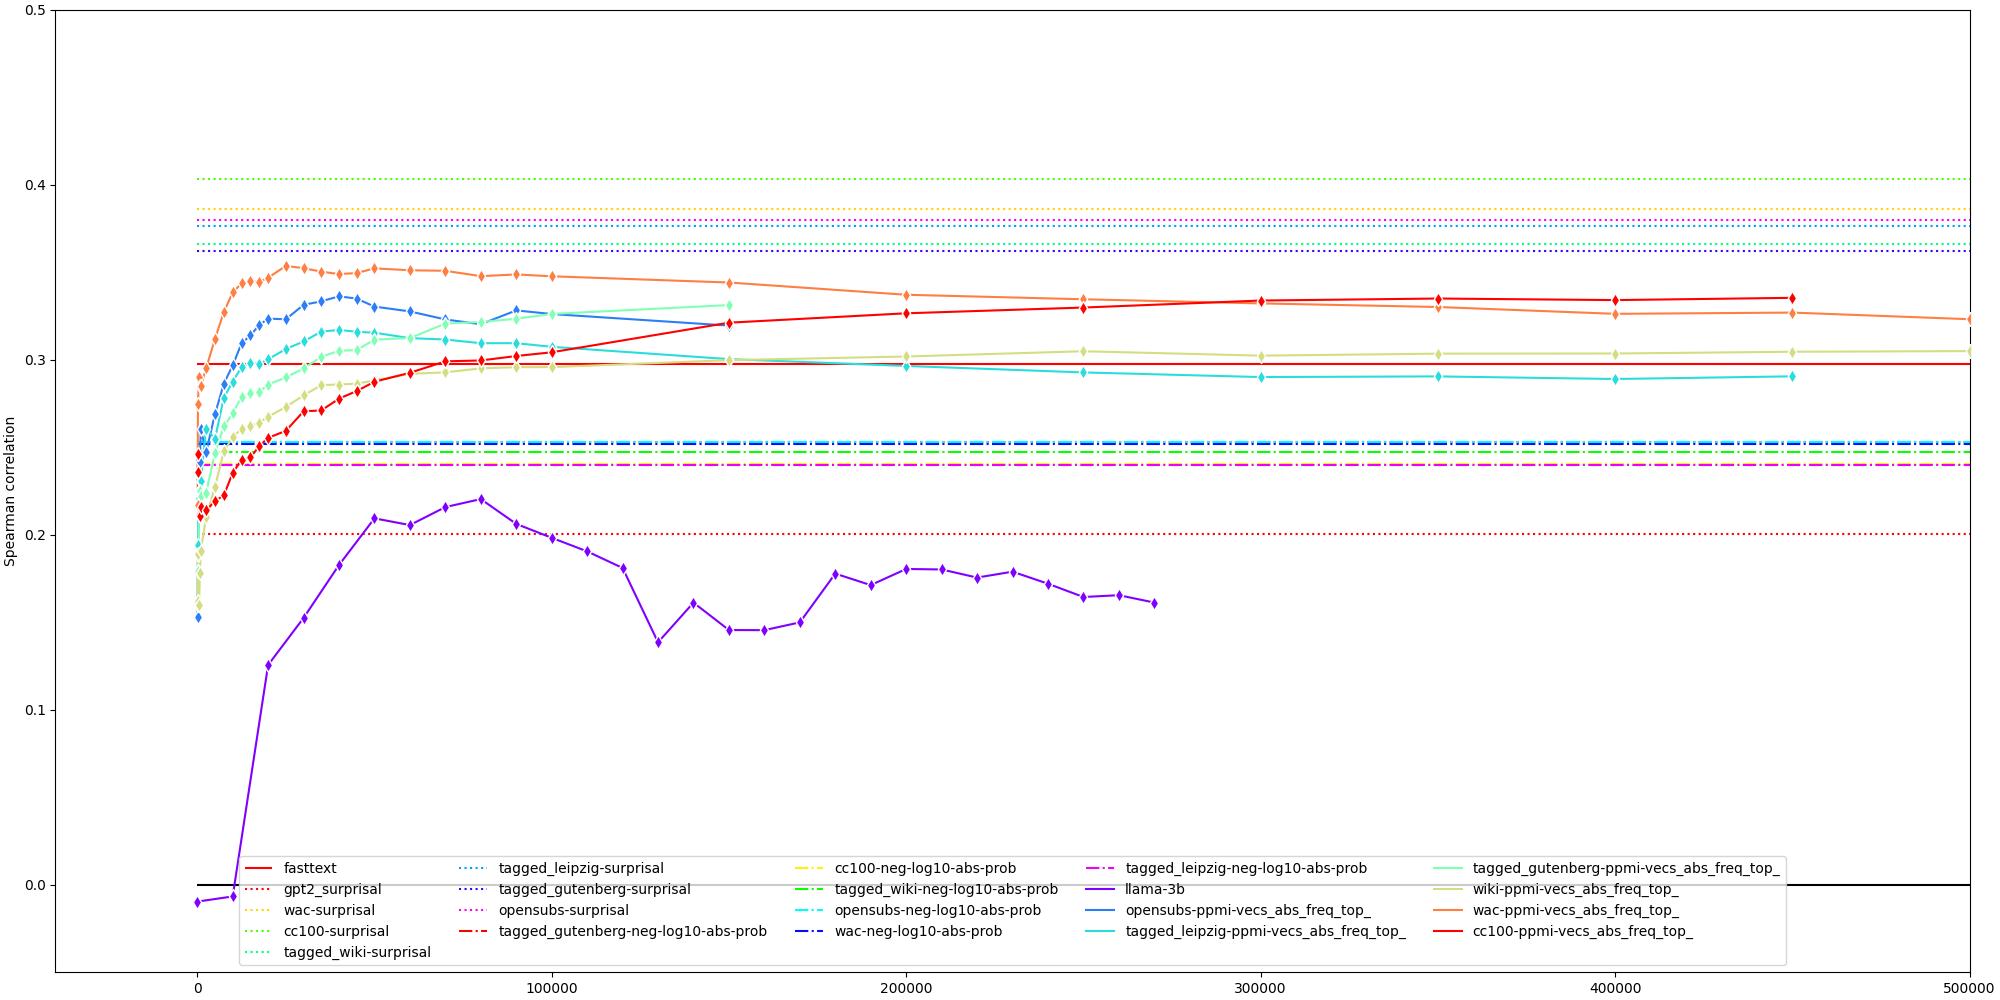 0.5
0.4
0.3
0.2
0.1
0.0
Spearman correlation
fasttext
gpt2_surprisal
wac-surprisal
cc100-surprisal
tagged_wiki-surprisal
tagged_leipzig-surprisal
tagged_gutenberg-surprisal
opensubs-surprisal
tagged_gutenberg-neg-log10-abs-prob
cc100-neg-log10-abs-prob
tagged_wiki-neg-log10-abs-prob
opensubs-neg-log10-abs-prob
wac-neg-log10-abs-prob
tagged_leipzig-neg-log10-abs-prob
llama-3b
opensubs-ppmi-vecs_abs_freq_top_
tagged_leipzig-ppmi-vecs_abs_freq_top_
tagged_gutenberg-ppmi-vecs_abs_freq_top_
wiki-ppmi-vecs_abs_freq_top_
wac-ppmi-vecs_abs_freq_top_
cc100-ppmi-vecs_abs_freq_top_
0
100000
200000
300000
400000
500000